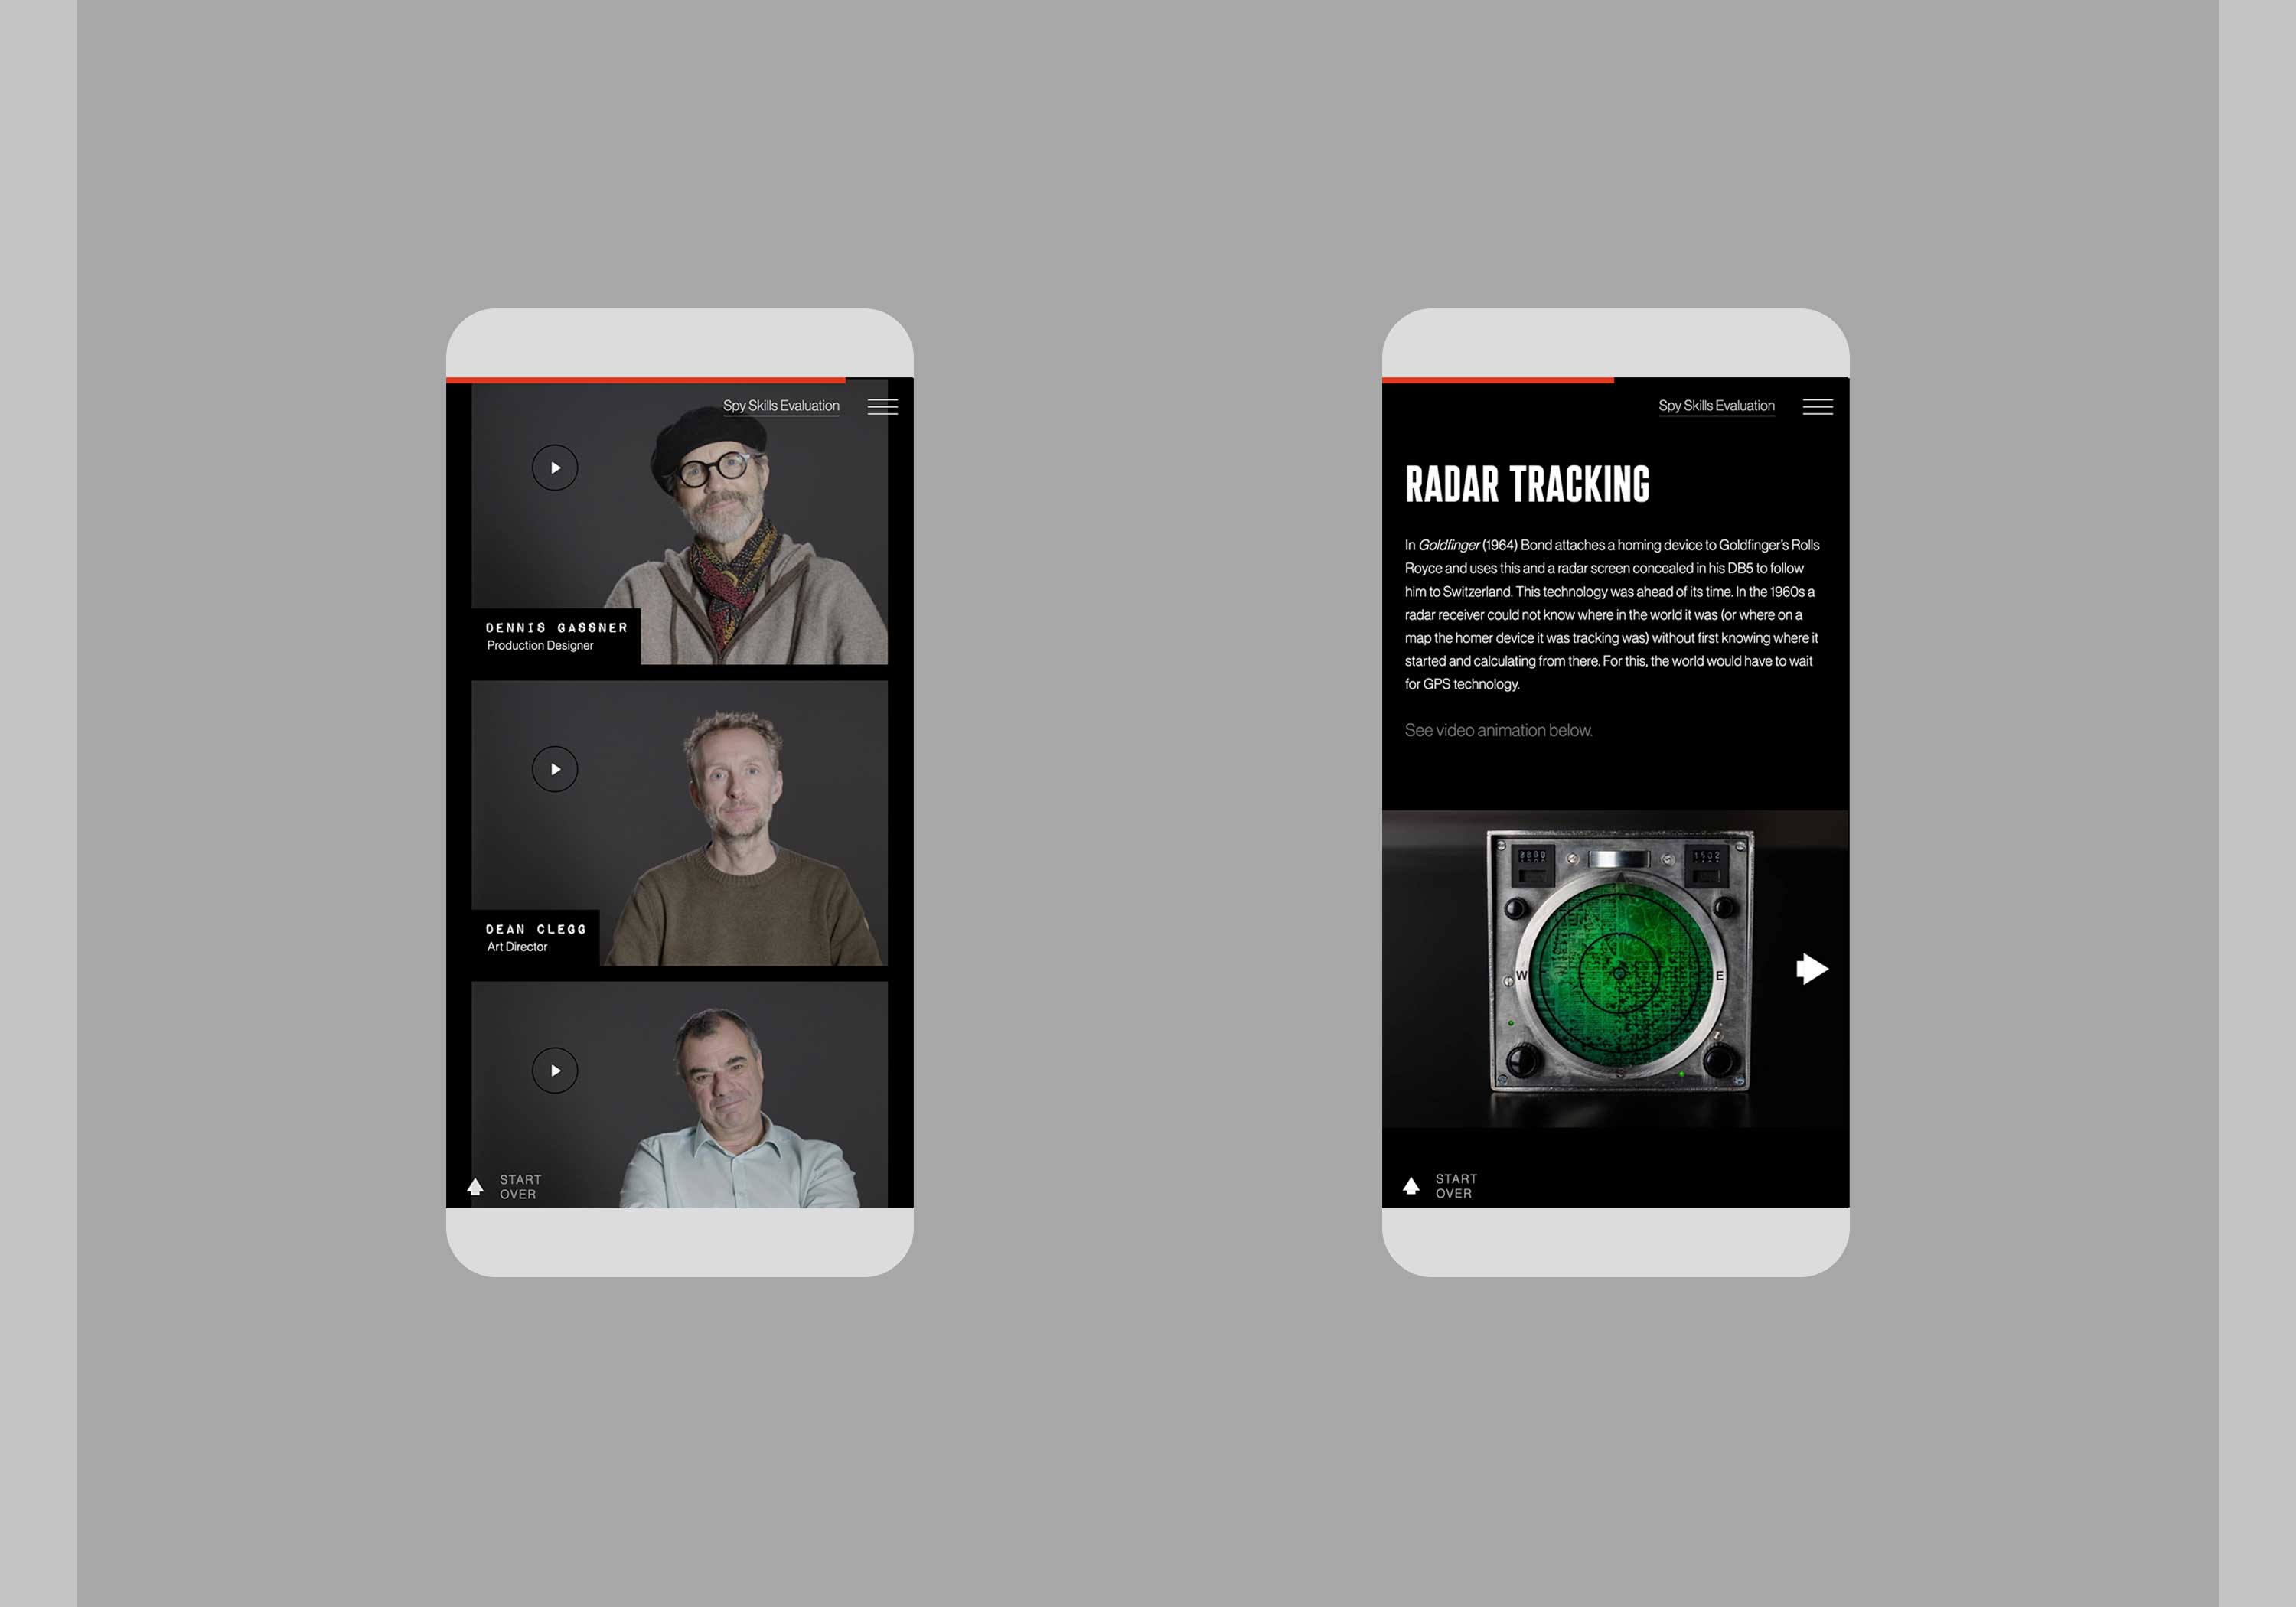 Spy Skills Evaluation
DENNIS GASSNER
Production Designer
DEAN CLEGG
Art Director
START
OVER
Spy Skills Evaluation
RADAR TRACKING
In Goldfinger (1964) Bond attaches a homing device to Goldfinger's Rolls
Royce and uses this and a radar screen concealed in his DB5 to follow
him to Switzerland. This technology was ahead of its time. In the 1960s a
radar receiver could not know where in the world it was (or where on a
map the homer device it was tracking was) without first knowing where it
started and calculating from there. For this, the world would have to wait
for GPS technology.
See video animation below.
W
E
S
START
OVER